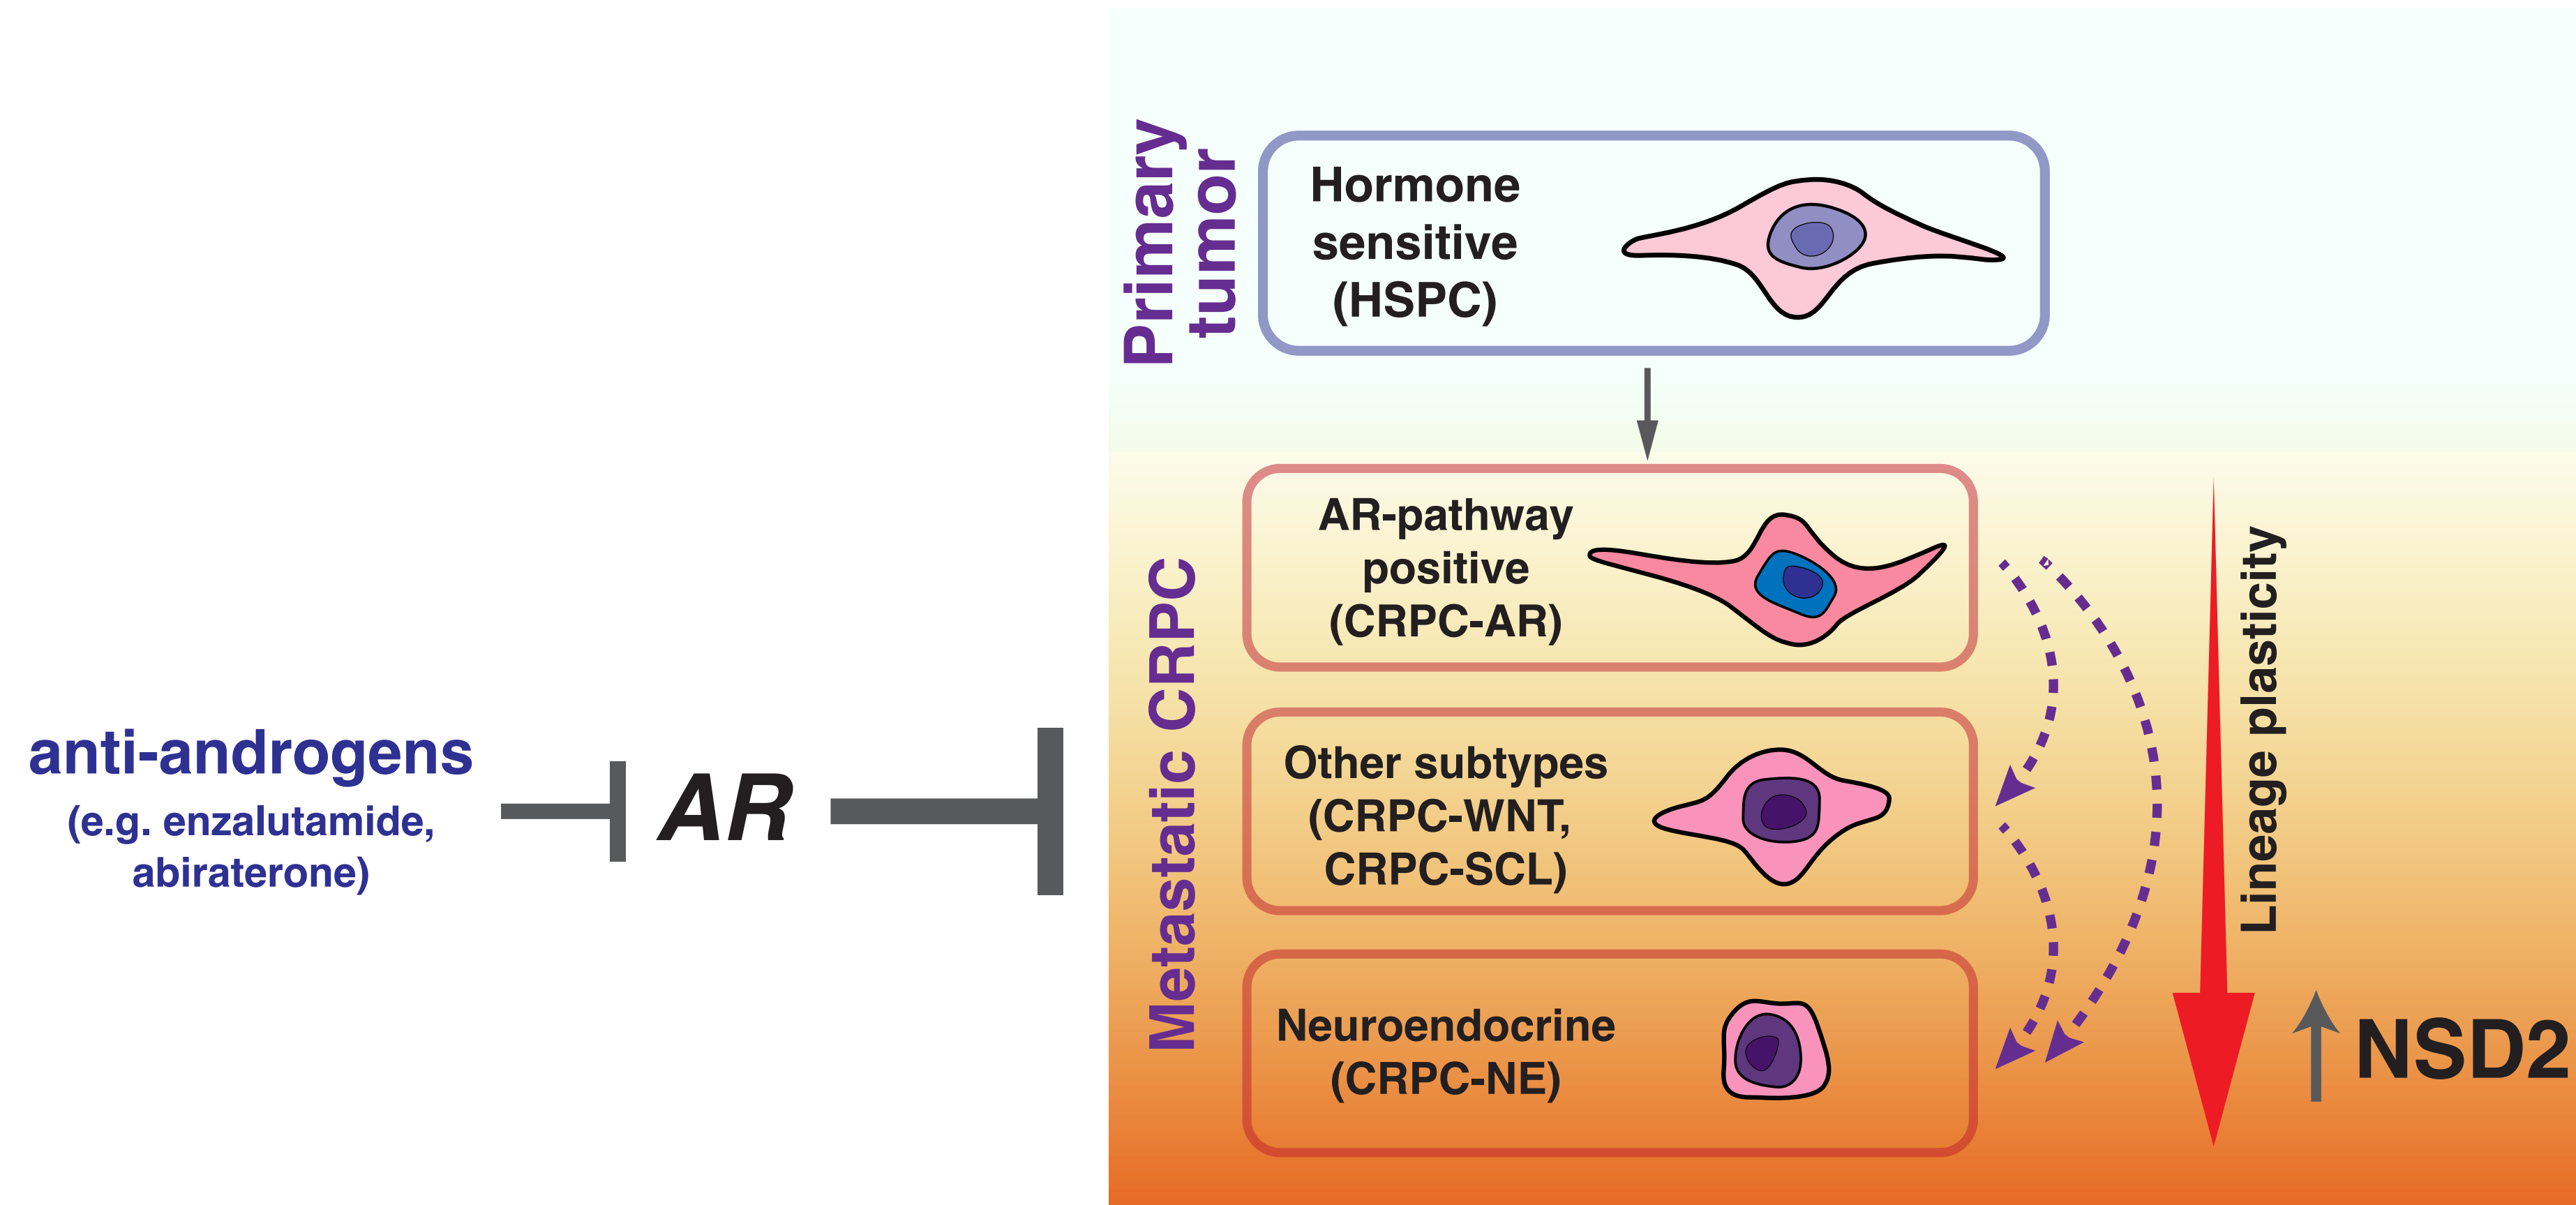 anti-androgens
(e.g. enzalutamide,
abiraterone)
AR
Primary
tumor
Hormone
sensitive
(HSPC)
Metastatic CRPC
AR-pathway
positive
(CRPC-AR)
Other subtypes
(CRPC-WNT,
CRPC-SCL)
Neuroendocrine
(CRPC-NE)
Lineage plasticity
NSD2